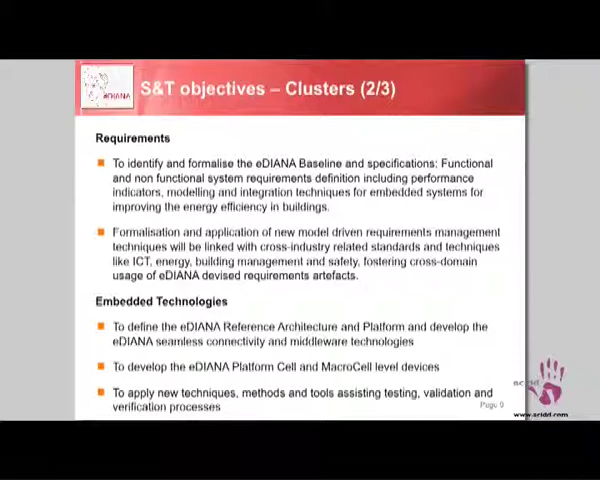 eDIANA
S&T objectives – Clusters (2/3)
Requirements
To identify and formalise the eDIANA Baseline and specifications: Functional
and non functional system requirements definition including performance
indicators, modelling and integration techniques for embedded systems for
improving the energy efficiency in buildings.
Formalisation and application of new model driven requirements management
techniques will be linked with cross-industry related standards and techniques
like ICT, energy, building management and safety, fostering cross-domain
usage of eDIANA devised requirements artefacts.
Embedded Technologies
To define the eDIANA Reference Architecture and Platform and develop the
eDIANA seamless connectivity and middleware technologies
To develop the eDIANA Platform Cell and MacroCell level devices
To apply new techniques, methods and tools assisting testing, validation and
verification processes
Page 9
www.aridd.com